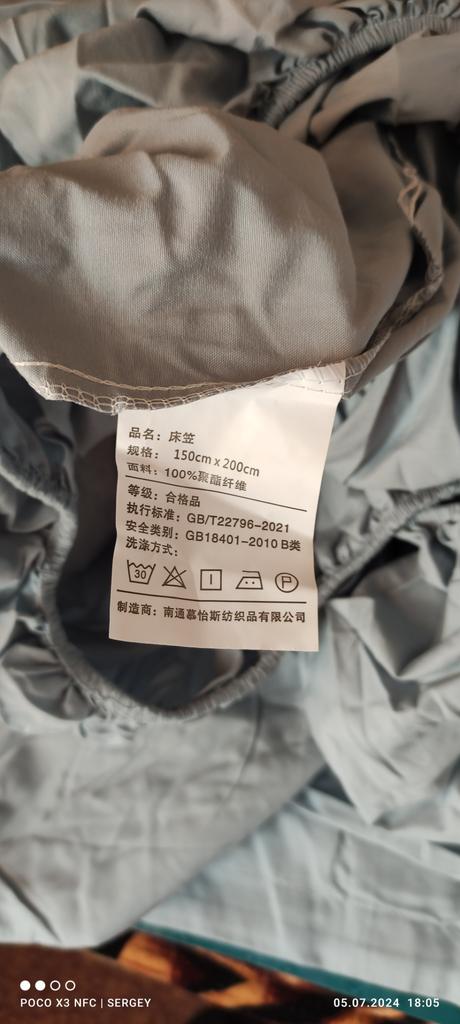 品名：床笠
规格： 150cm x 200cm
面料：100%聚酯纤维
等级：合格品
执行标准：GB/T22796-2021
安全类别：GB18401-2010 B类
洗涤方式：
30 P
制造商：南通慕怡斯纺织品有限公司
POCO X3 NFC | SERGEY
05.07.2024 18:05